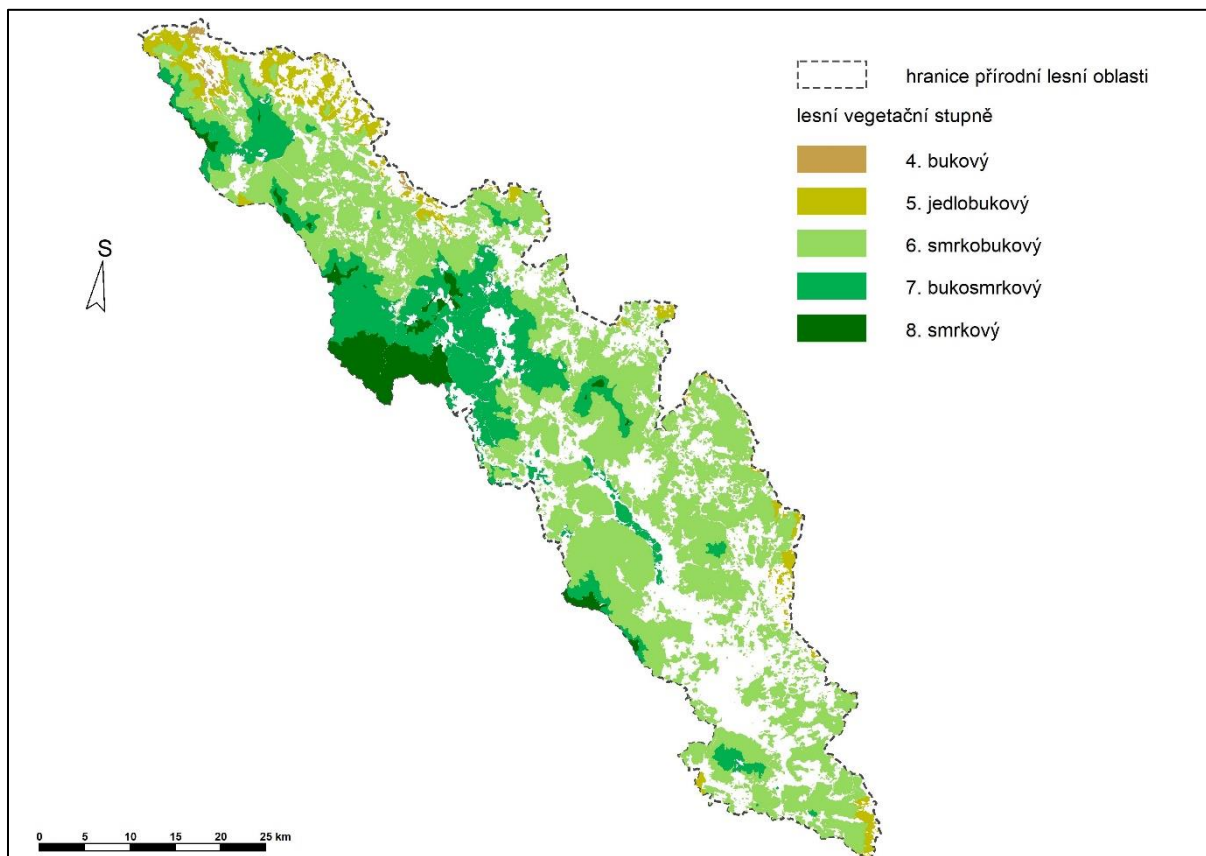 hranice přírodní lesní oblasti
lesní vegetační stupně
4. bukový
5. jedlobukový
6. smrkobukový
7. bukosmrkový
8. smrkový
S
0 5 10 15 20 25 km